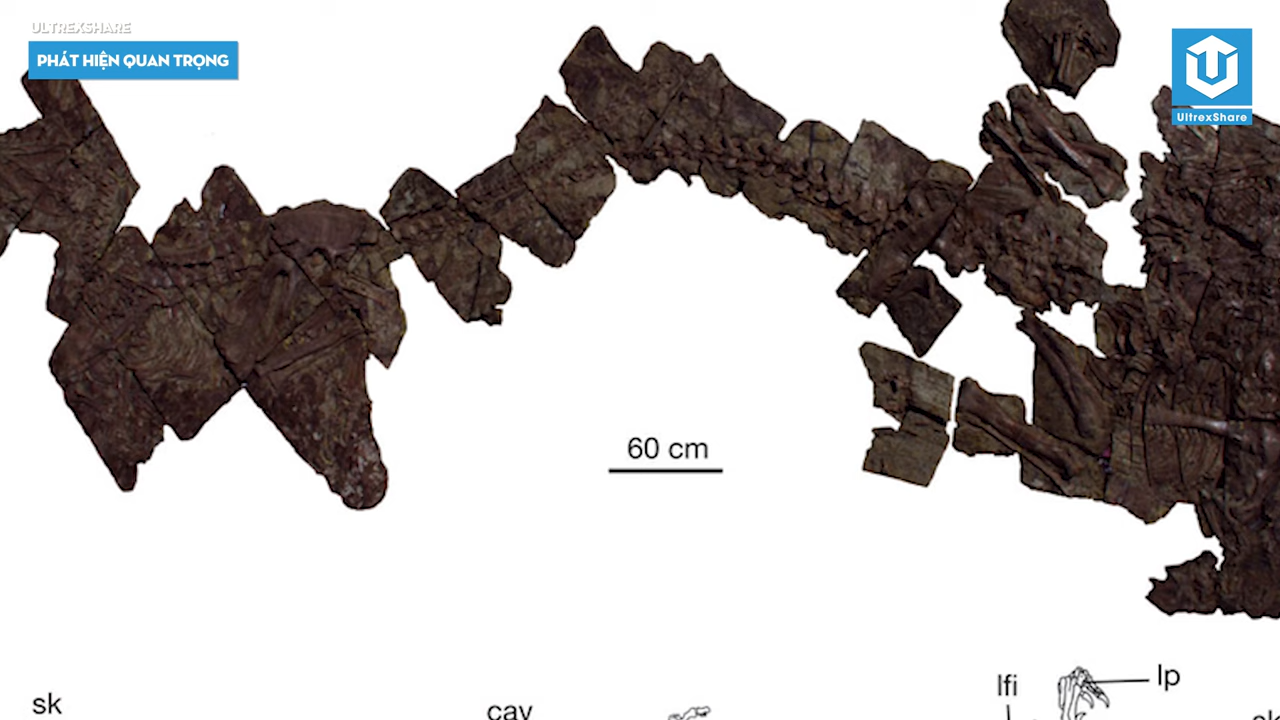 ULTREXSHARE
PHÁT HIỆN QUAN TRỌNG
UltrexShare
60 cm
lfi
lp
sk
cav